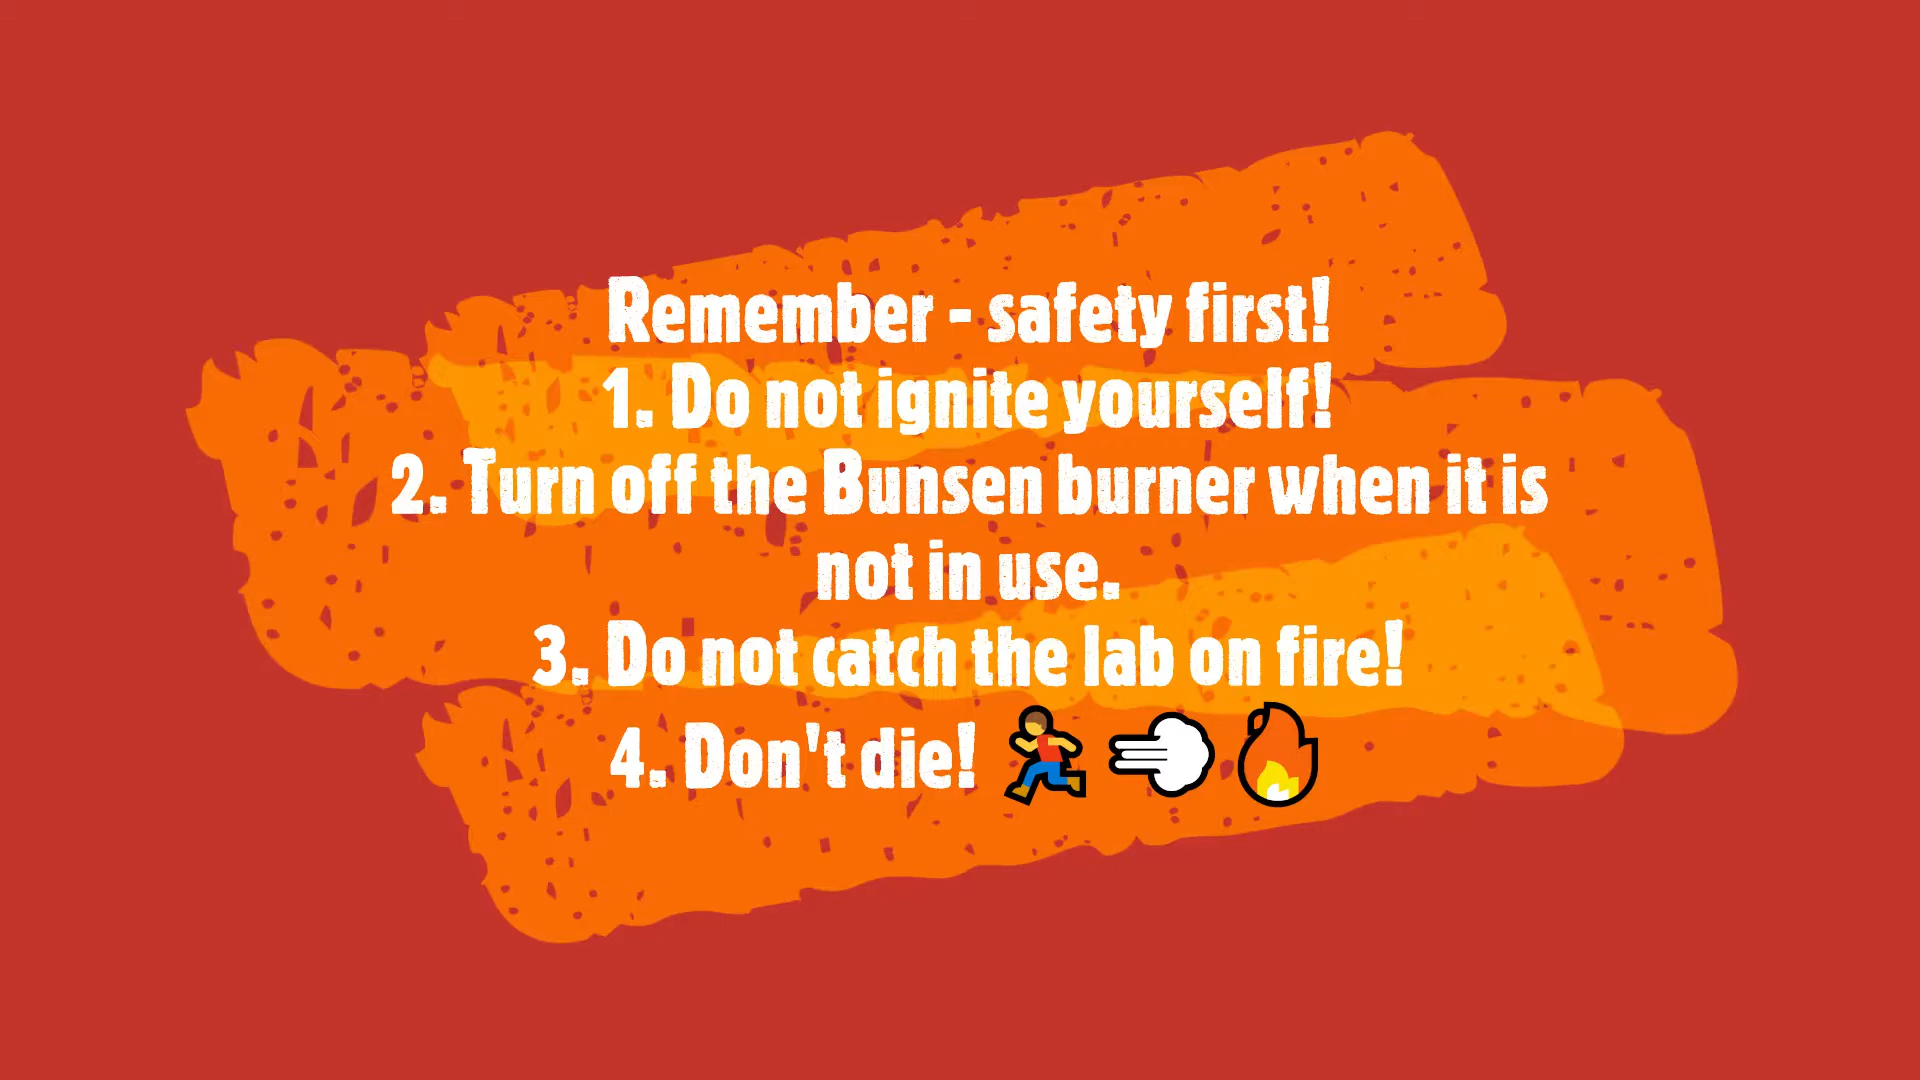 Remember - safety first!
1. Do not ignite yourself!
2. Turn off the Bunsen burner when it is
not in use.
3. Do not catch the lab on fire!
4. Don't die! 🏃💨🔥